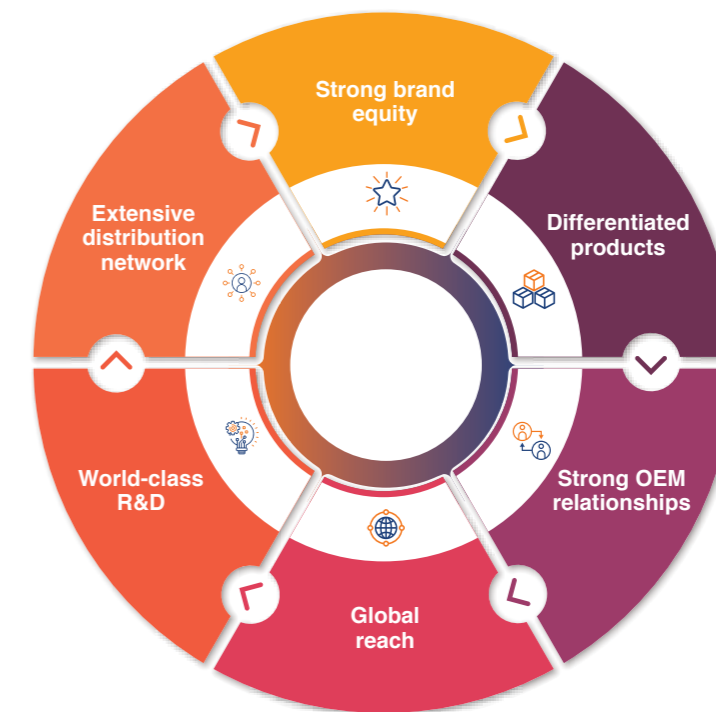 Strong brand
equity
Differentiated
products
Strong OEM
relationships
Global
reach
World-class
R&D
Extensive
distribution
network